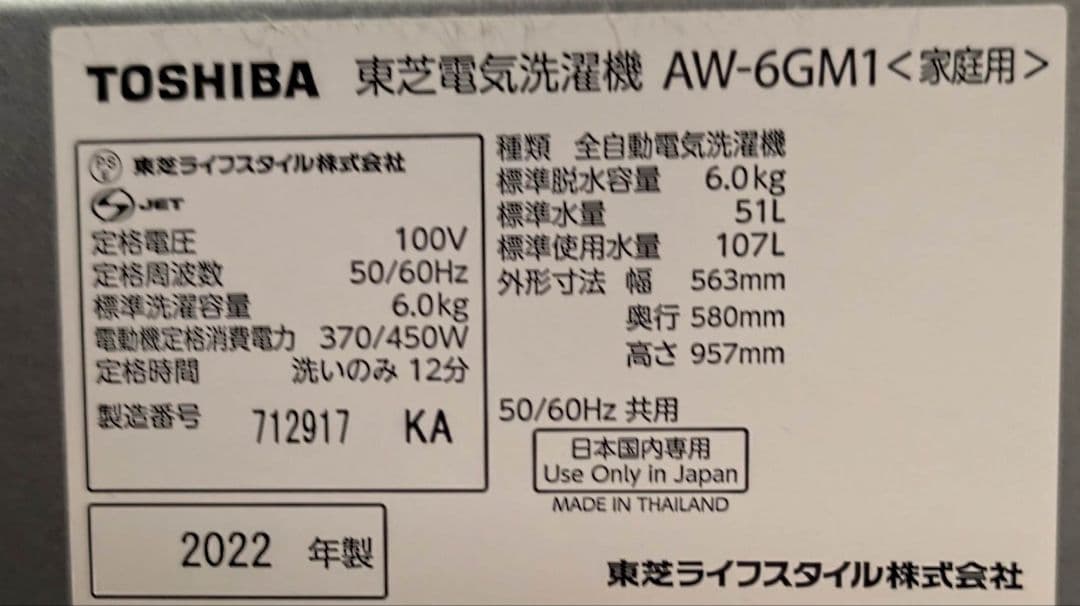 TOSHIBA 東芝電気洗濯機 AW-6GM1<家庭用>
PSE 東芝ライフスタイル株式会社
JET
定格電圧 100V
定格周波数 50/60Hz
標準洗濯容量 6.0kg
電動機定格消費電力 370/450W
定格時間 洗いのみ 12分
製造番号 712917 KA
2022 年製
種類 全自動電気洗濯機
標準脱水容量 6.0kg
標準水量 51L
標準使用水量 107L
外形寸法 幅 563mm
奥行 580mm
高さ 957mm
50/60Hz 共用
日本国内専用
Use Only in Japan
MADE IN THAILAND
東芝ライフスタイル株式会社